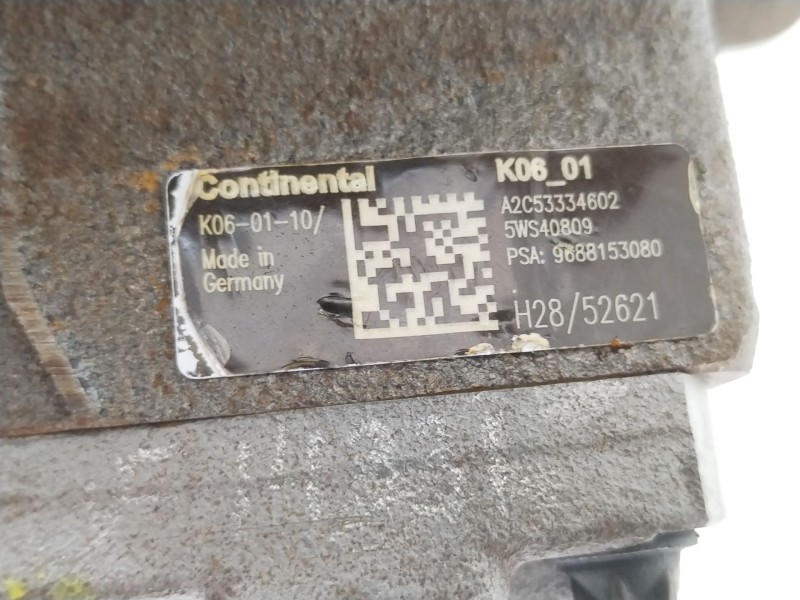 Continental
K06-01-10/
Made in
Germany
K06_01
A2C53334602
5WS40809
PSA: 9688153080
H28/52621